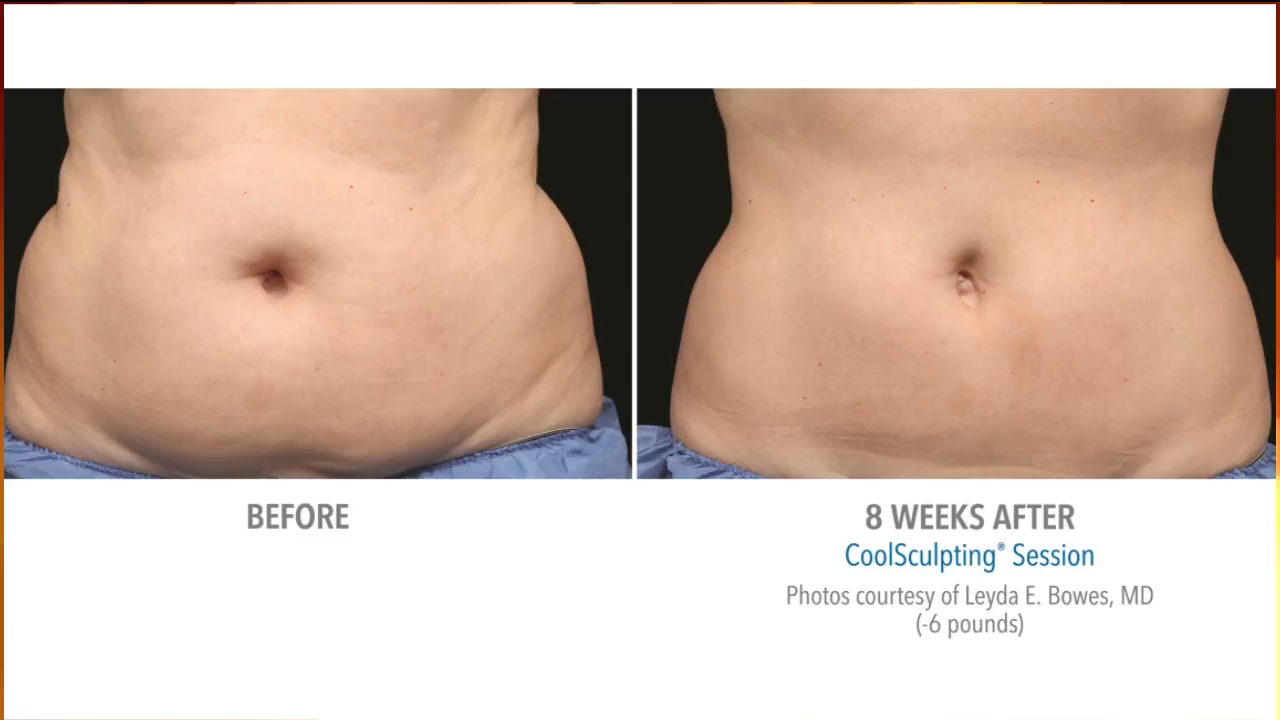 BEFORE
8 WEEKS AFTER
CoolSculpting® Session
Photos courtesy of Leyda E. Bowes, MD
(-6 pounds)